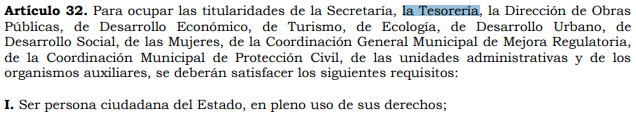 Artículo 32. Para ocupar las titularidades de la Secretaría, la Tesorería, la Dirección de Obras
Públicas, de Desarrollo Económico, de Turismo, de Ecología, de Desarrollo Urbano, de
Desarrollo Social, de las Mujeres, de la Coordinación General Municipal de Mejora Regulatoria,
de la Coordinación Municipal de Protección Civil, de las unidades administrativas y de los
organismos auxiliares, se deberán satisfacer los siguientes requisitos:
I. Ser persona ciudadana del Estado, en pleno uso de sus derechos;